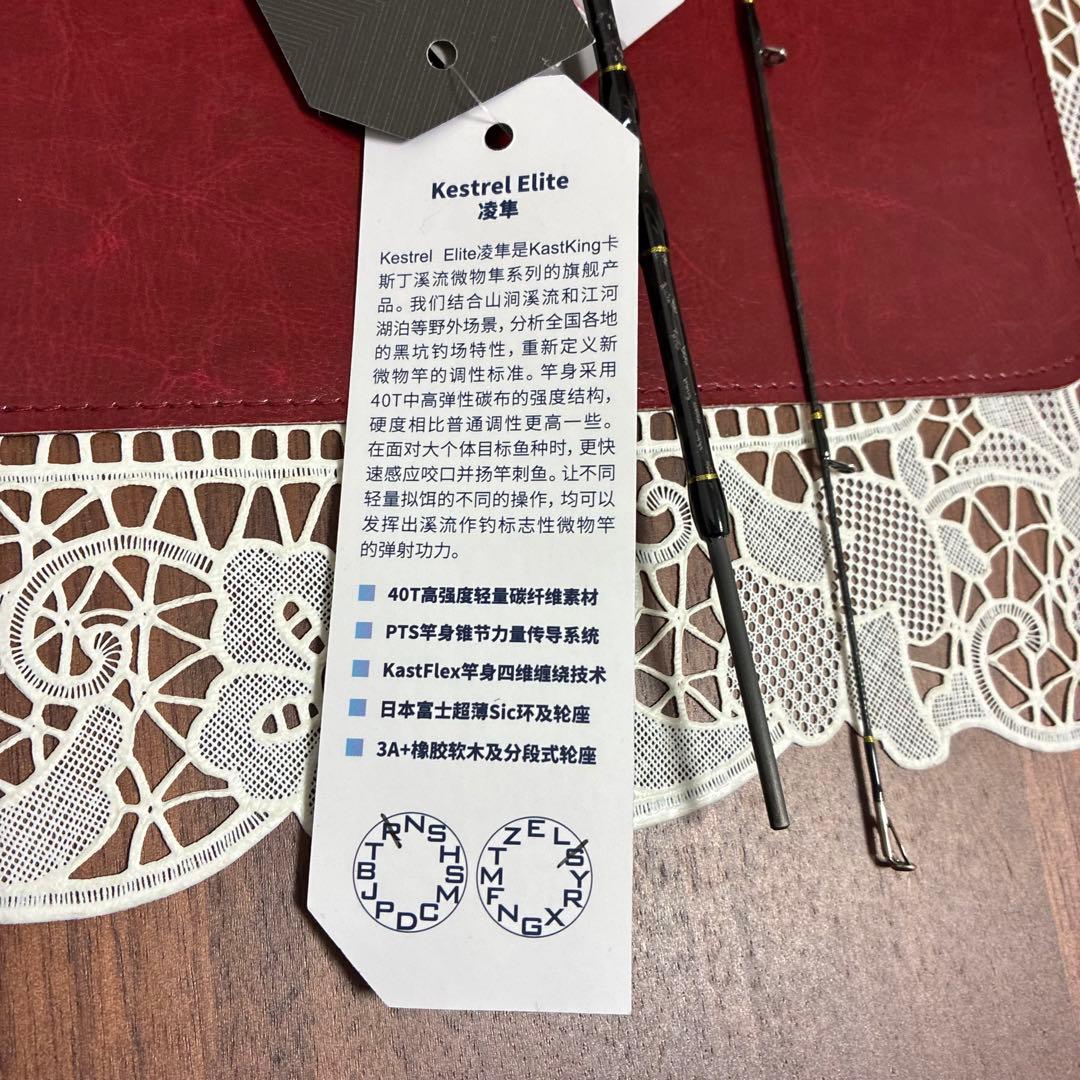 Kestrel Elite
凌隼
Kestrel Elite凌隼是KastKing卡
斯丁溪流微物隼系列的旗舰产
品。我们结合山涧溪流和江河
湖泊等野外场景，分析全国各地
的黑坑钓场特性，重新定义新
微物竿的调性标准。竿身采用
40T中高弹性碳布的强度结构，
硬度相比普通调性更高一些。
在面对大个体目标鱼种时，更快
速感应咬口并扬竿刺鱼。让不同
轻量拟饵的不同的操作，均可以
发挥出溪流作钓标志性微物竿
的弹射功力。
40T高强度轻量碳纤维素材
PTS竿身锥节力量传导系统
KastFlex竿身四维缠绕技术
日本富士超薄Sic环及轮座
3A+橡胶软木及分段式轮座
RNSHSMCDPJBT
ZELSYRXGNFMT